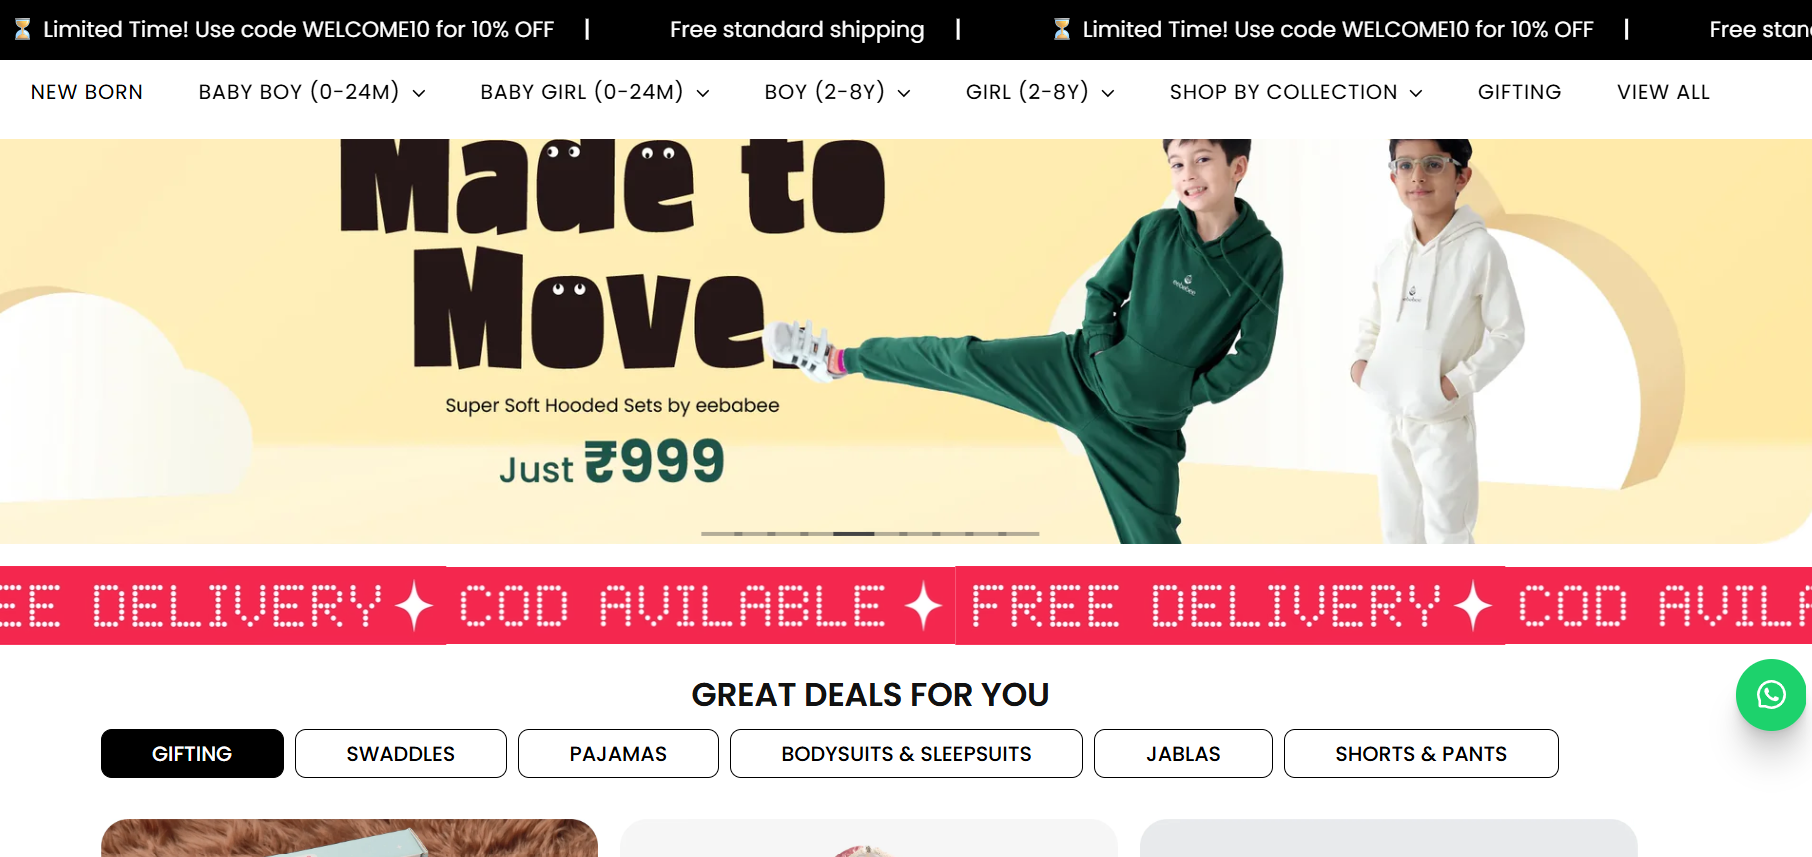 ⏳ Limited Time! Use code WELCOME10 for 10% OFF | Free standard shipping | ⏳ Limited Time! Use code WELCOME10 for 10% OFF | Free stan
NEW BORN BABY BOY (0-24M) BABY GIRL (0-24M) BOY (2-8Y) GIRL (2-8Y) SHOP BY COLLECTION GIFTING VIEW ALL
Made to
Move.
Super Soft Hooded Sets by eebabee
Just ₹999
eebabee
eebabee
EE DELIVERY COD AVILABLE FREE DELIVERY COD AVILA
GREAT DEALS FOR YOU
GIFTING SWADDLES PAJAMAS BODYSUITS & SLEEPSUITS JABLAS SHORTS & PANTS